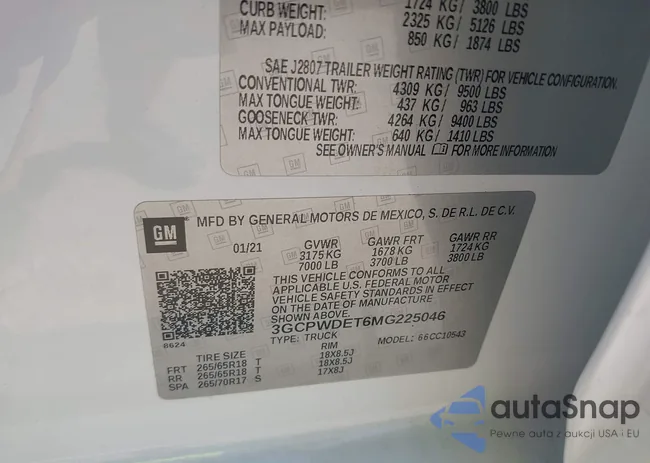 1724 KG/ 3800 LBS
CURB WEIGHT: 2325 KG/ 5126 LBS
MAX PAYLOAD: 850 KG/ 1874 LBS
SAE J2807 TRAILER WEIGHT RATING (TWR) FOR VEHICLE CONFIGURATION.
CONVENTIONAL TWR: 4309 KG/ 9500 LBS
MAX TONGUE WEIGHT: 437 KG/ 963 LBS
GOOSENECK TWR: 4264 KG/ 9400 LBS
MAX TONGUE WEIGHT: 640 KG/ 1410 LBS
SEE OWNER'S MANUAL FOR MORE INFORMATION
GM
MFD BY GENERAL MOTORS DE MEXICO, S. DE R.L. DE C.V.
01/21 GVWR GAWR FRT GAWR RR
3175 KG 1678 KG 1724 KG
7000 LB 3700 LB 3800 LB
THIS VEHICLE CONFORMS TO ALL
APPLICABLE U.S. FEDERAL MOTOR
VEHICLE SAFETY STANDARDS IN EFFECT
ON THE DATE OF MANUFACTURE
SHOWN ABOVE.
3GCPWDET6MG225046
8624 TYPE: TRUCK MODEL: 66CC10543
TIRE SIZE RIM
FRT 265/65R18 T 18X8.5J
RR 265/65R18 T 18X8.5J
SPA 265/70R17 S 17X8J
autaSnap
Pewne auta z aukcji USA i EU